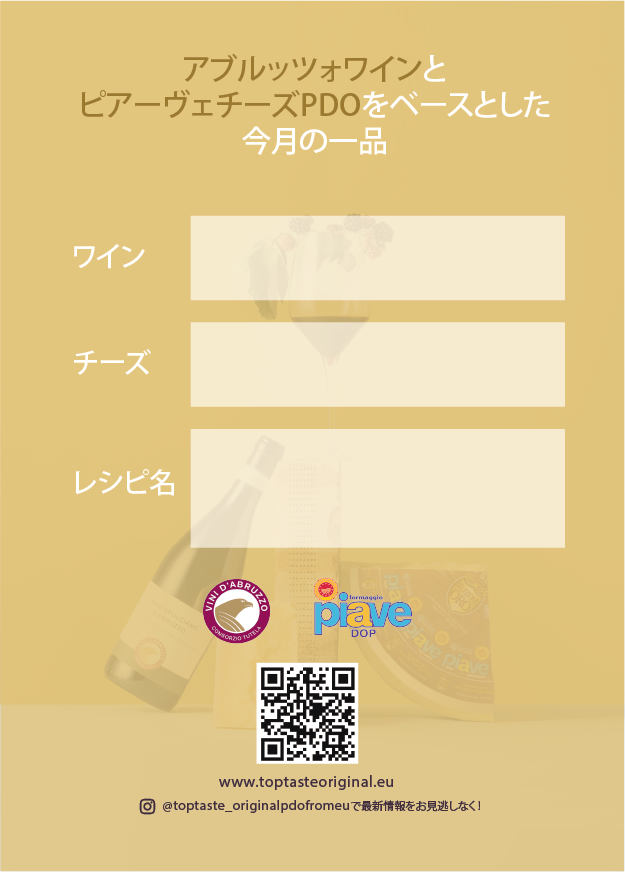 アブルッツォワインと
ピアーヴェチーズPDOをベースとした
今月の一品
ワイン
チーズ
レシピ名
VINI D'ABRUZZO
CONSORZIO TUTELA
formaggio
piave
DOP
piave piave
www.toptasteoriginal.eu
@toptaste_originalpdofromeuで最新情報をお見逃しなく!